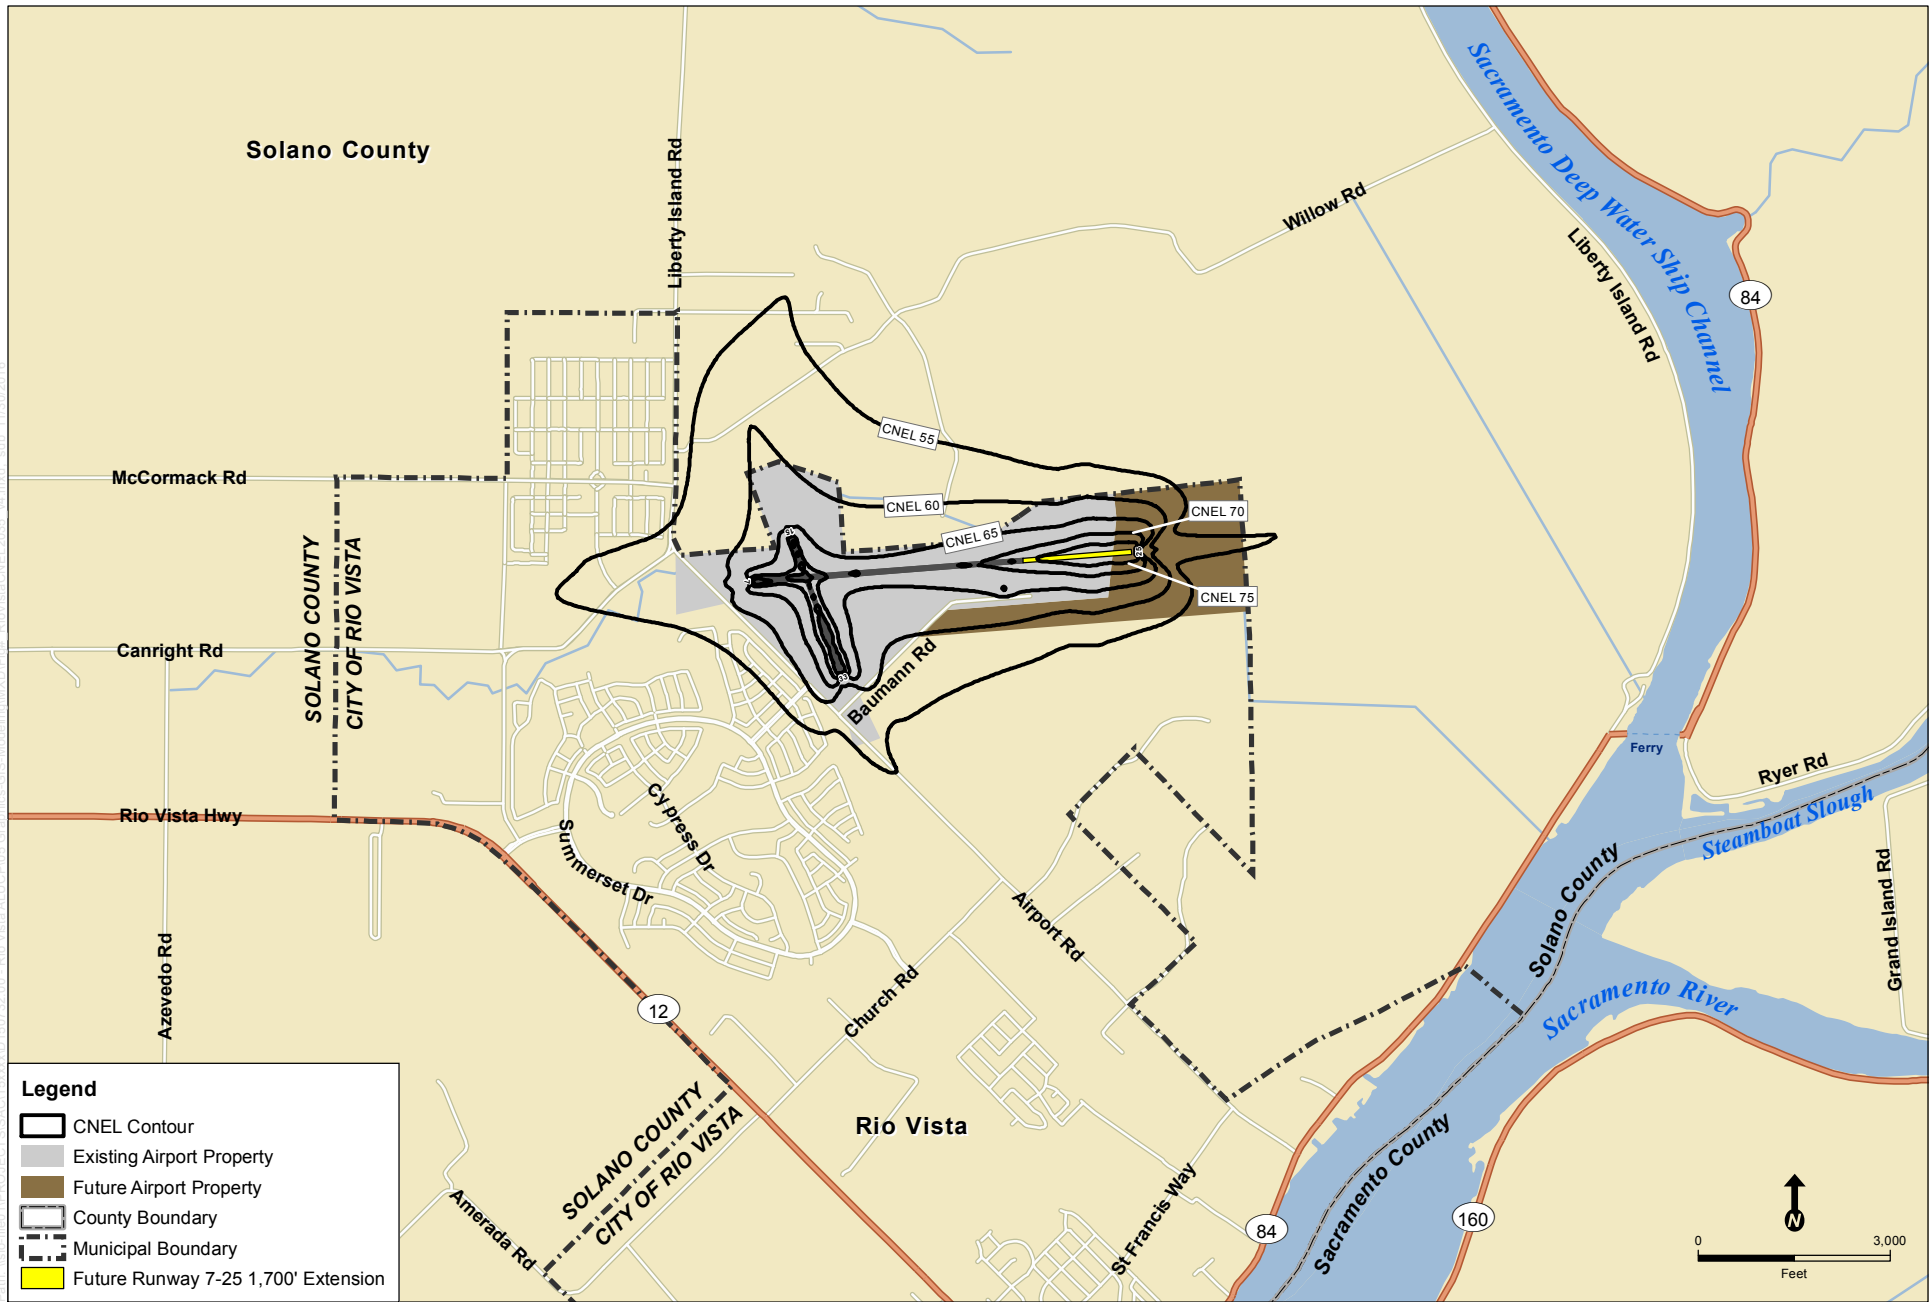 Solano County
Liberty Island Rd
Willow Rd
Sacramento Deep Water Ship Channel
Liberty Island Rd
84
CNEL 55
McCormack Rd
CNEL 60
CNEL 65
CNEL 70
15
7
25
CNEL 75
33
SOLANO COUNTY
CITY OF RIO VISTA
Canright Rd
Baumann Rd
Ferry
Ryer Rd
Steamboat Slough
Rio Vista Hwy
Cypress Dr
Summerset Dr
Solano County
Grand Island Rd
Airport Rd
Azevedo Rd
Church Rd
12
Sacramento River
Rio Vista
SOLANO COUNTY
CITY OF RIO VISTA
Amerada Rd
St Francis Way
Sacramento County
84
160
N
0 3,000
Feet
Legend
CNEL Contour
Existing Airport Property
Future Airport Property
County Boundary
Municipal Boundary
Future Runway 7-25 1,700' Extension